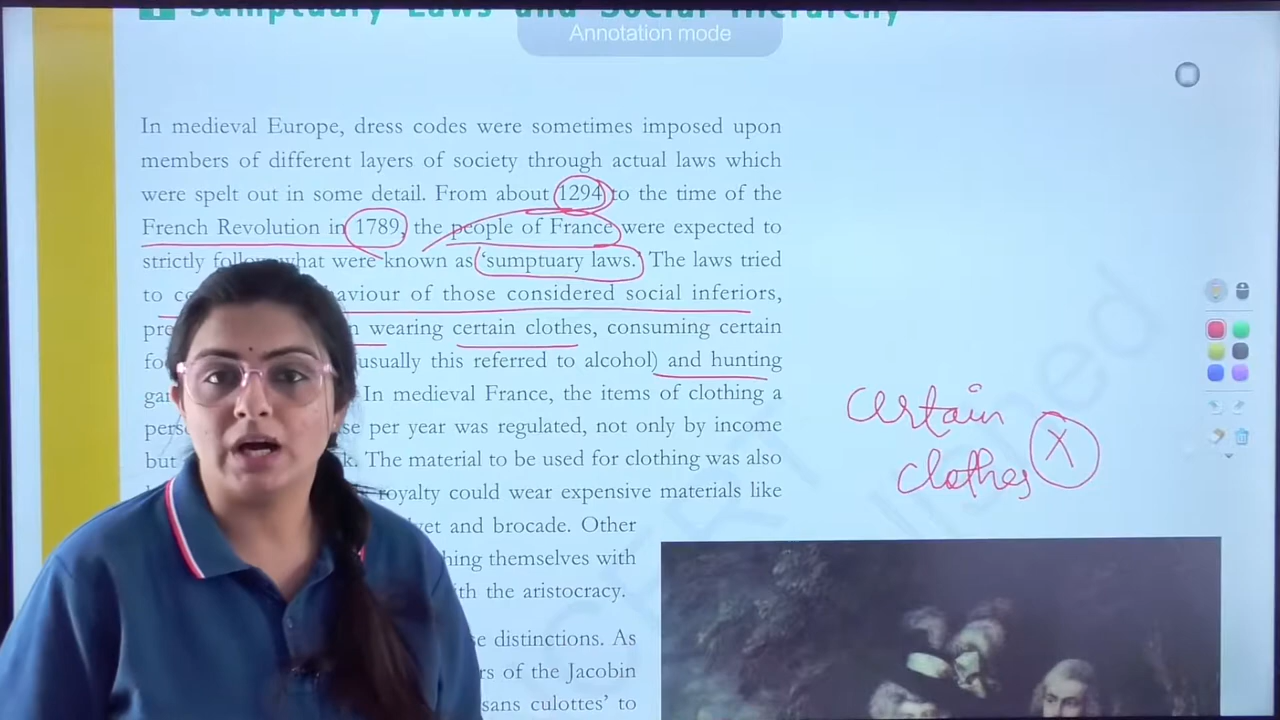 1 Sumptuary Laws and Social Hierarchy
Annotation mode
In medieval Europe, dress codes were sometimes imposed upon
members of different layers of society through actual laws which
were spelt out in some detail. From about 1294 to the time of the
French Revolution in 1789, the people of France were expected to
strictly follow what were known as ‘sumptuary laws.’ The laws tried
to behaviour of those considered social inferiors,
wearing certain clothes, consuming certain
(usually this referred to alcohol) and hunting
In medieval France, the items of clothing a
per year was regulated, not only by income
but The material to be used for clothing was also
royalty could wear expensive materials like
and brocade. Other
themselves with
the aristocracy.
distinctions. As
of the Jacobin
sans culottes’ to
certain
clothes X